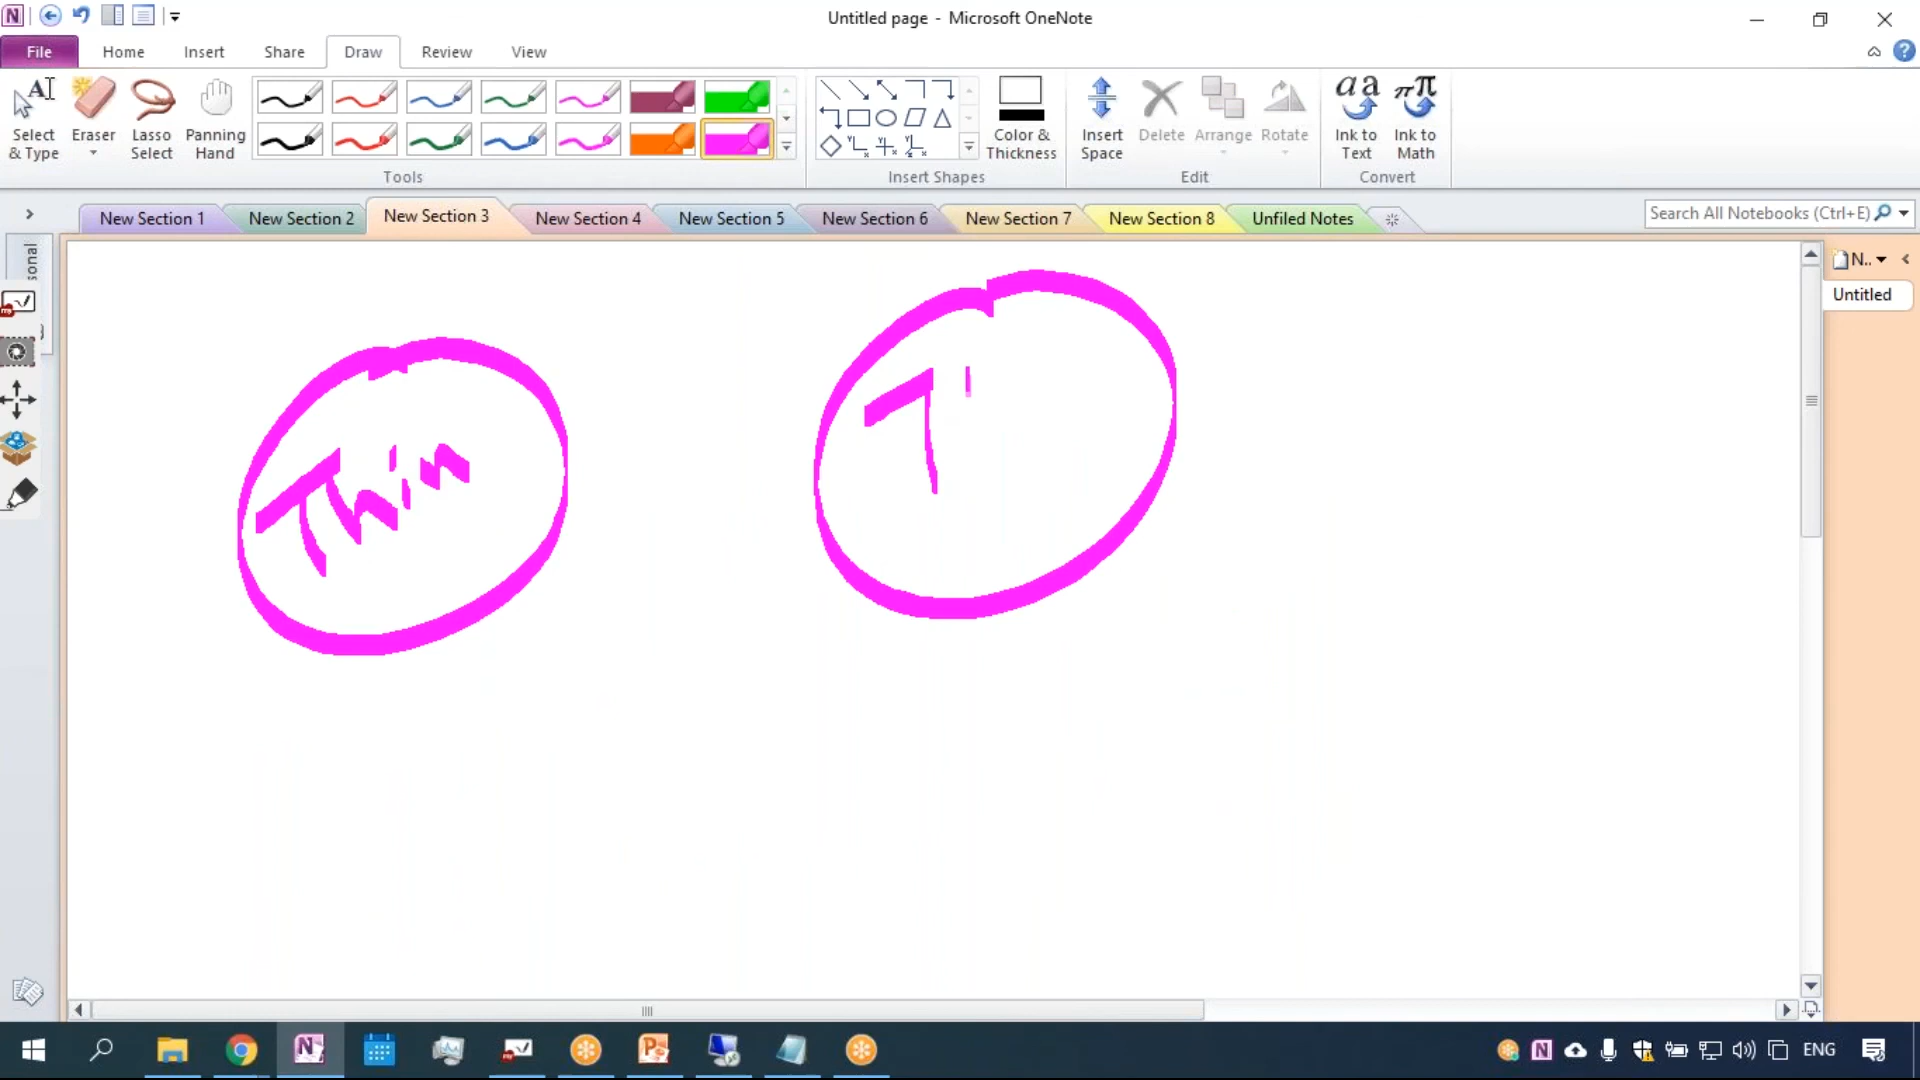 Untitled page - Microsoft OneNote
File Home Insert Share Draw Review View
Select & Type
Eraser
Lasso Select
Panning Hand
Color & Thickness
Insert Space
Delete
Arrange
Rotate
Ink to Text
Ink to Math
Tools
Insert Shapes
Edit
Convert
New Section 1
New Section 2
New Section 3
New Section 4
New Section 5
New Section 6
New Section 7
New Section 8
Unfiled Notes
Search All Notebooks (Ctrl+E)
sonal
N..
Untitled
Thin
T
ENG